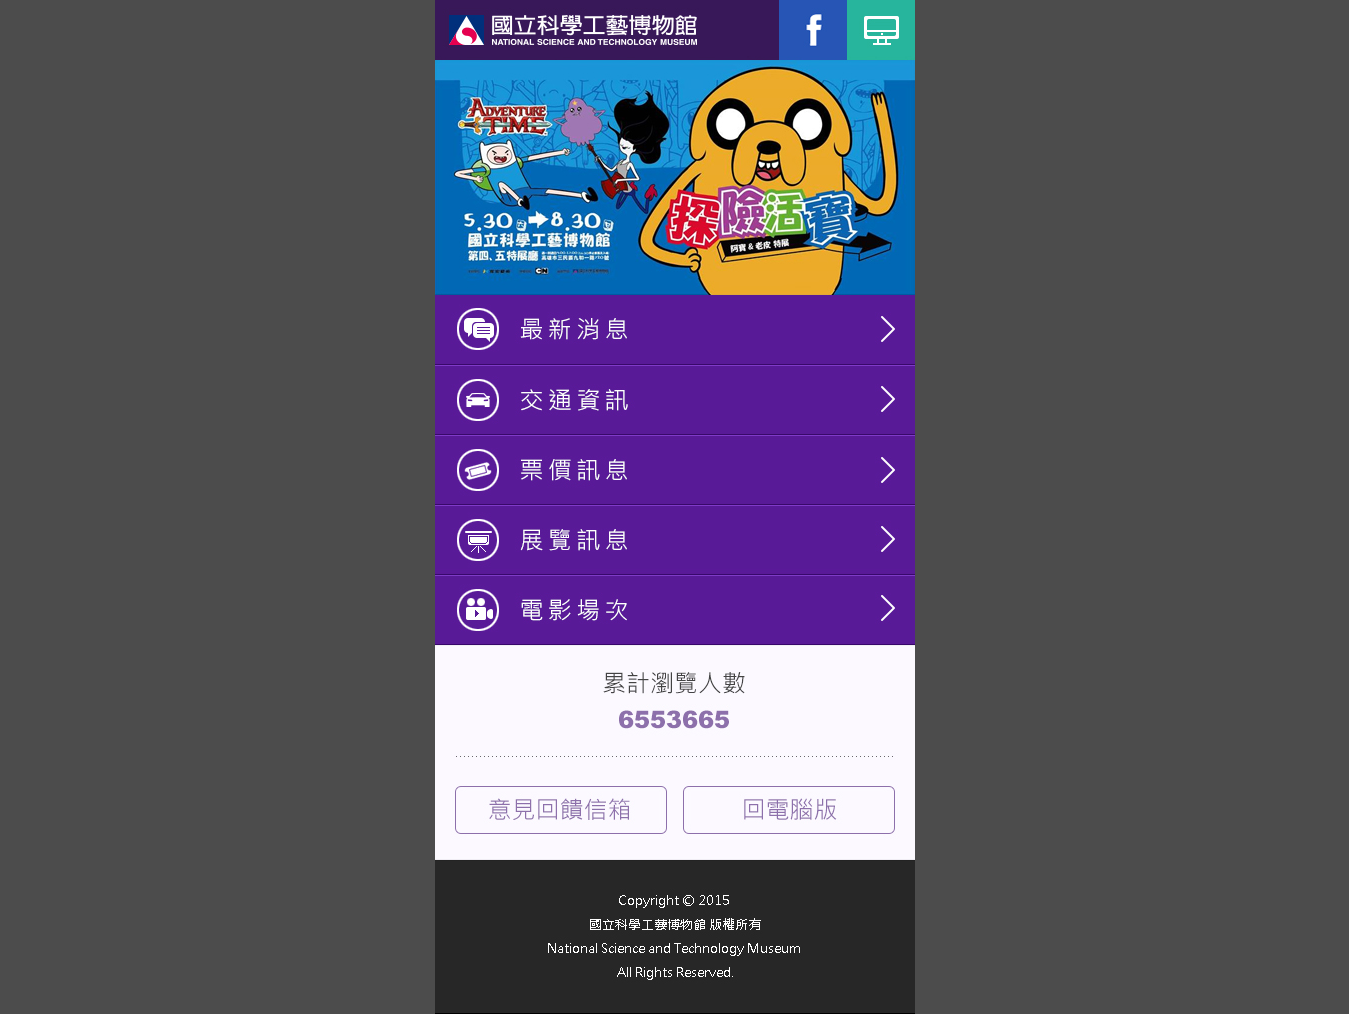 國立科學工藝博物館
NATIONAL SCIENCE AND TECHNOLOGY MUSEUM
ADVENTURE TIME
5.30 8.30
國立科學工藝博物館
第四、五特展廳
探險活寶
阿寶 & 老皮 特展
最新消息
交通資訊
票價訊息
展覽訊息
電影場次
累計瀏覽人數
6553665
意見回饋信箱
回電腦版
Copyright © 2015
國立科學工藝博物館 版權所有
National Science and Technology Museum
All Rights Reserved.